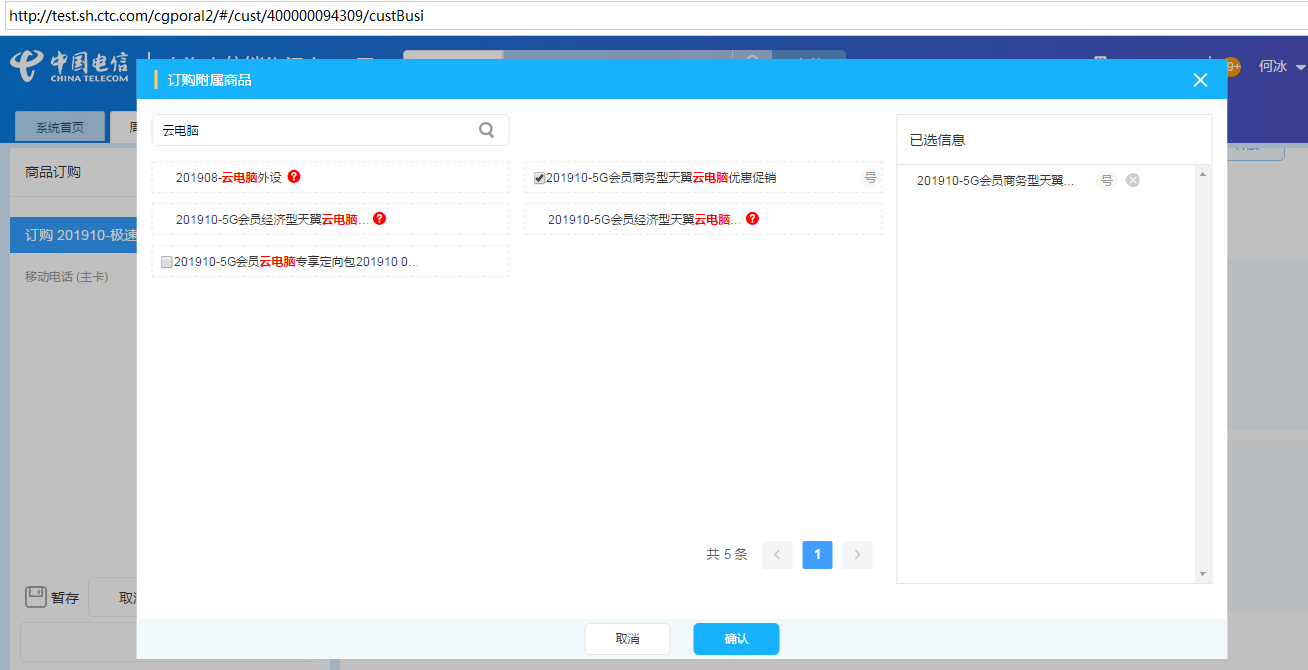 http://test.sh.ctc.com/cgporal2/#/cust/400000094309/custBusi
中国电信
CHINA TELECOM
9+
何冰
系统首页
商品订购
订购 201910-极速
移动电话 (主卡)
暂存
订购附属商品
云电脑
201908-云电脑外设 ?
201910-5G会员商务型天翼云电脑优惠促销 号
201910-5G会员经济型天翼云电脑... ?
201910-5G会员经济型天翼云电脑... ?
201910-5G会员云电脑专享定向包201910 0...
共 5 条 < 1 >
已选信息
201910-5G会员商务型天翼... 号
取消
确认